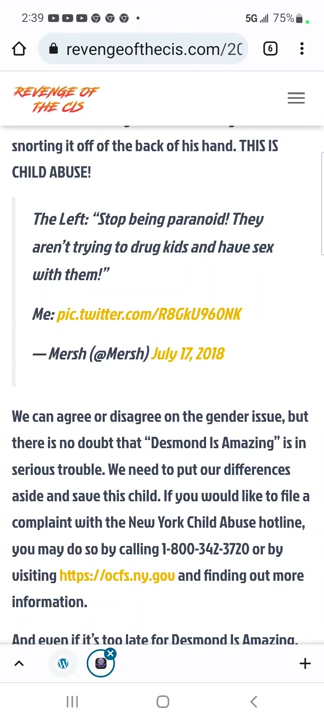 2:39
5G 75%
revengeofthecis.com/20
6
REVENGE OF
THE CIS
snorting it off of the back of his hand. THIS IS
CHILD ABUSE!
The Left: “Stop being paranoid! They
aren’t trying to drug kids and have sex
with them!”
Me: pic.twitter.com/R8GkU960NK
— Mersh (@Mersh) July 17, 2018
We can agree or disagree on the gender issue, but
there is no doubt that “Desmond Is Amazing” is in
serious trouble. We need to put our differences
aside and save this child. If you would like to file a
complaint with the New York Child Abuse hotline,
you may do so by calling 1-800-342-3720 or by
visiting https://ocfs.ny.gov and finding out more
information.
And even if it’s too late for Desmond Is Amazing,